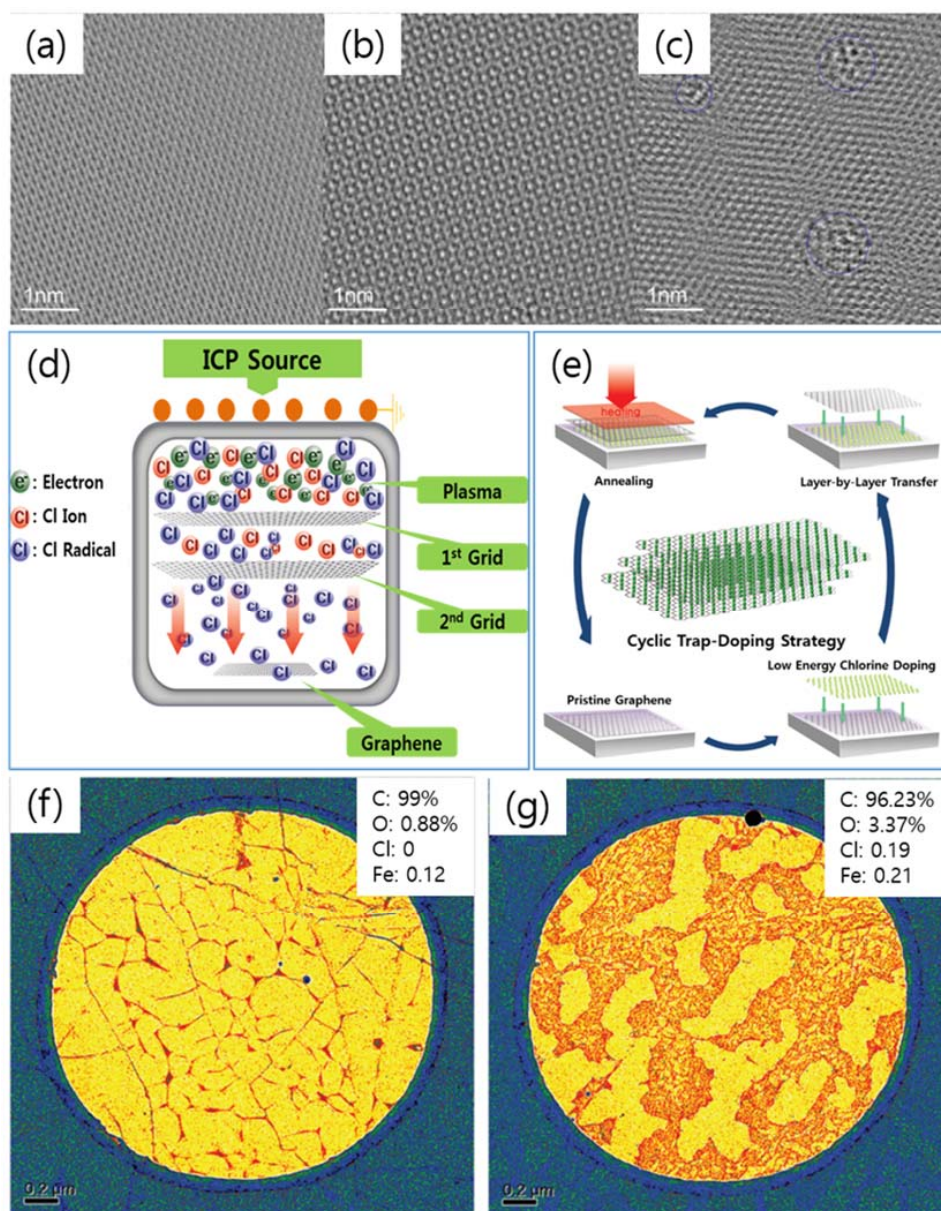 (a)
(b)
(c)
1nm
1nm
1nm
(d)
ICP Source
e⁻: Electron
Cl: Cl Ion
Cl: Cl Radical
Plasma
1st Grid
2nd Grid
Graphene
(e)
heating
Annealing
Layer-by-Layer Transfer
Cyclic Trap-Doping Strategy
Pristine Graphene
Low Energy Chlorine Doping
(f)
C: 99%
O: 0.88%
Cl: 0
Fe: 0.12
0.2 μm
(g)
C: 96.23%
O: 3.37%
Cl: 0.19
Fe: 0.21
0.2 μm